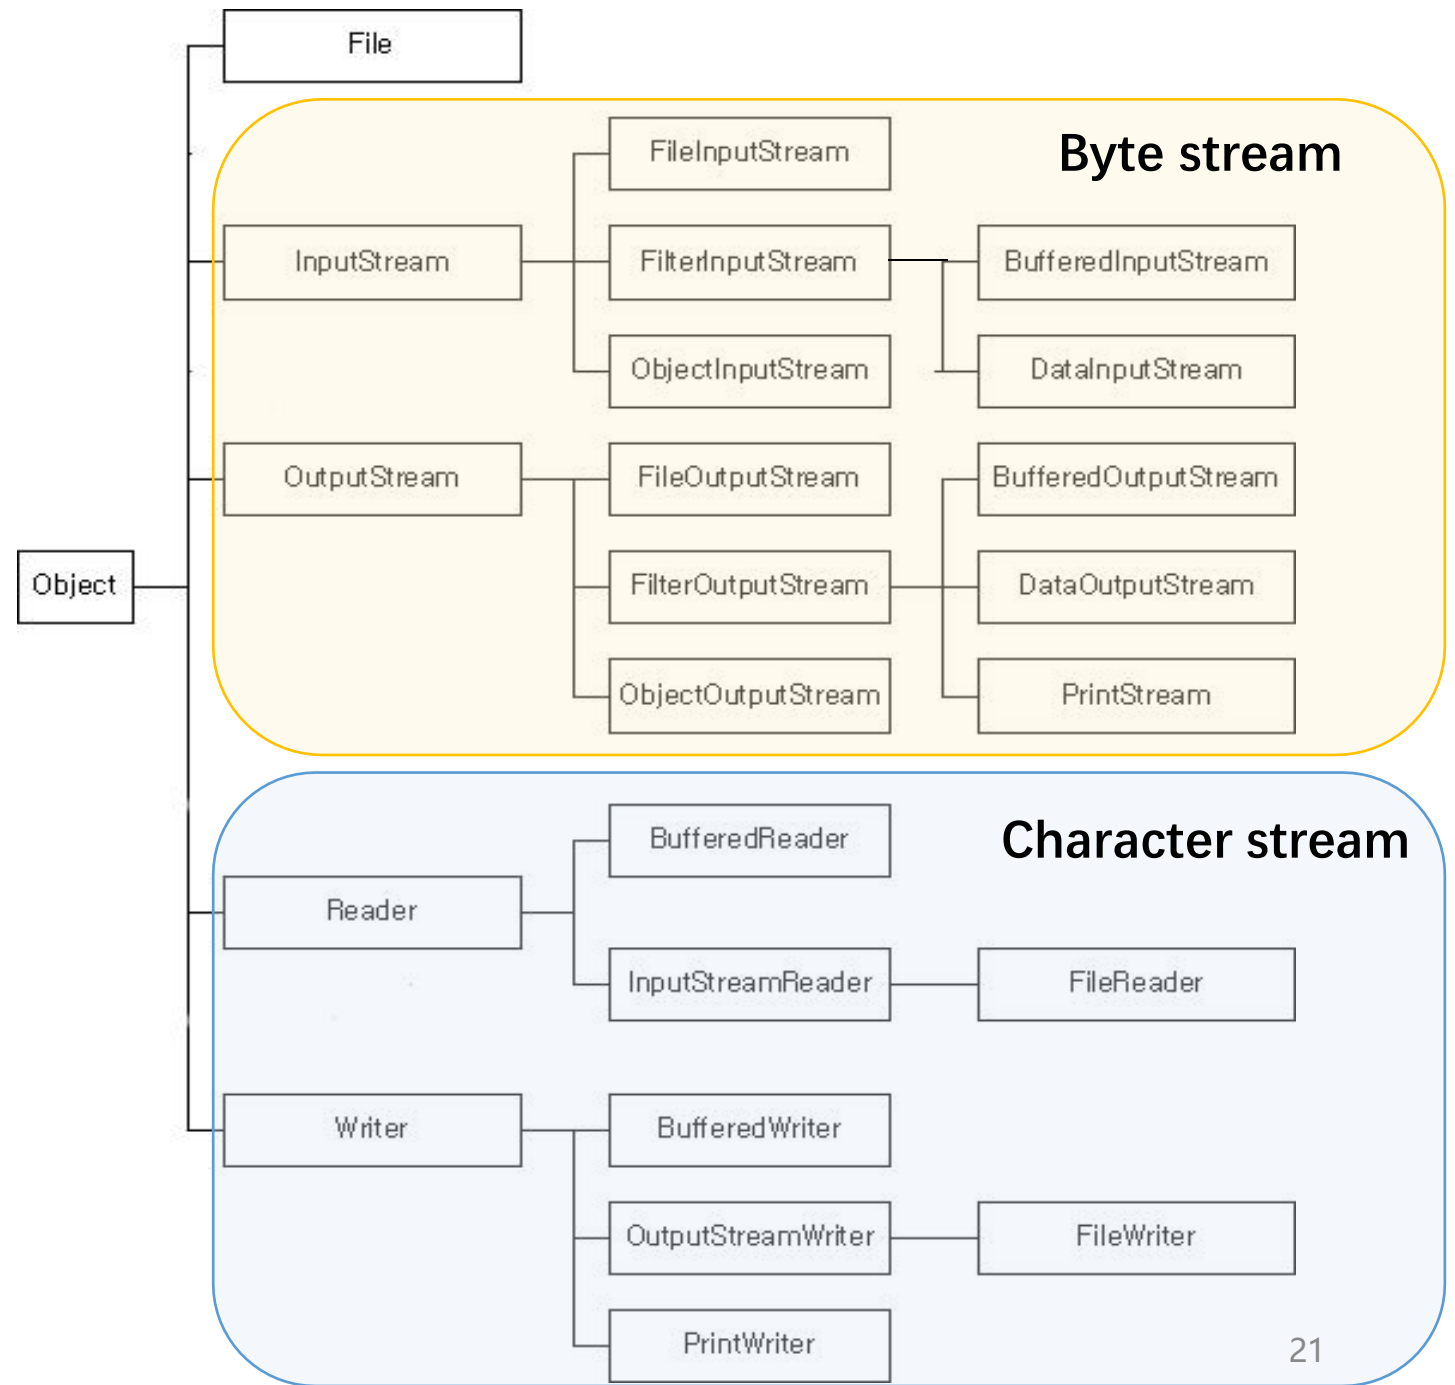 File
Byte stream
FileInputStream
InputStream
FilterInputStream
BufferedInputStream
ObjectInputStream
DataInputStream
OutputStream
FileOutputStream
BufferedOutputStream
Object
FilterOutputStream
DataOutputStream
ObjectOutputStream
PrintStream
Character stream
BufferedReader
Reader
InputStreamReader
FileReader
Writer
BufferedWriter
OutputStreamWriter
FileWriter
PrintWriter
21